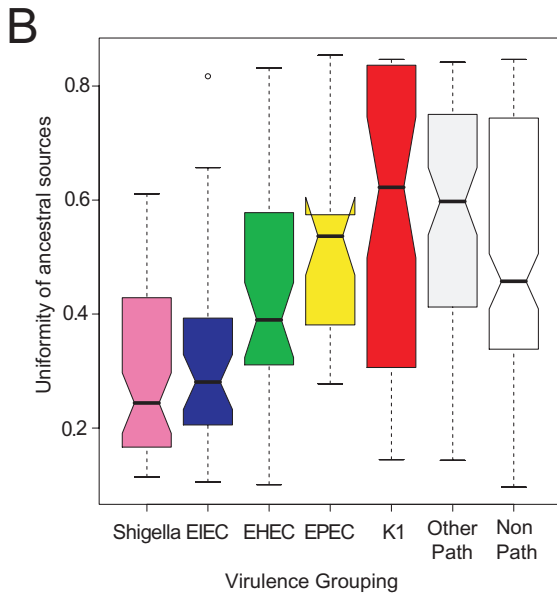 B
Uniformity of ancestral sources
0.8
0.6
0.4
0.2
Shigella EIEC EHEC EPEC K1 Other Non
Path Path
Virulence Grouping